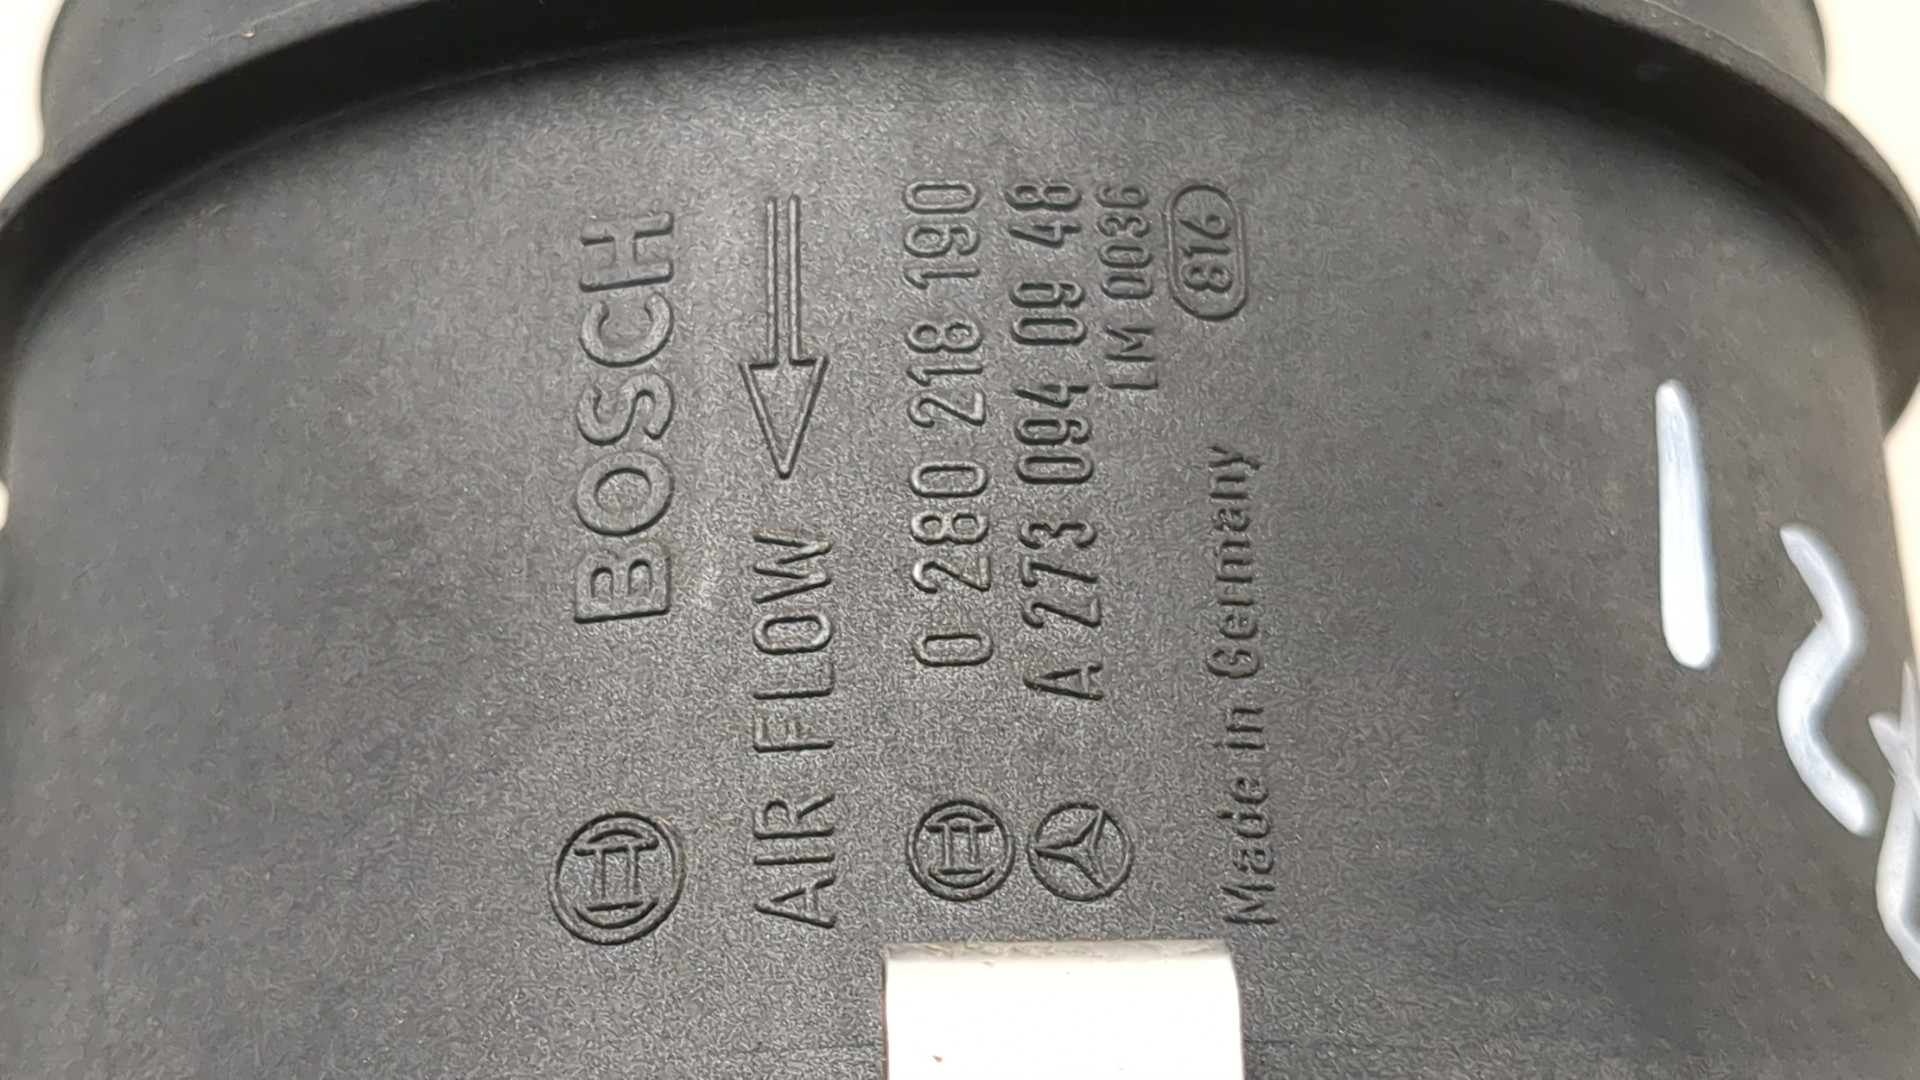 BOSCH
AIR FLOW
0 280 218 190
A 273 094 09 48
LM 0036
816
Made in Germany